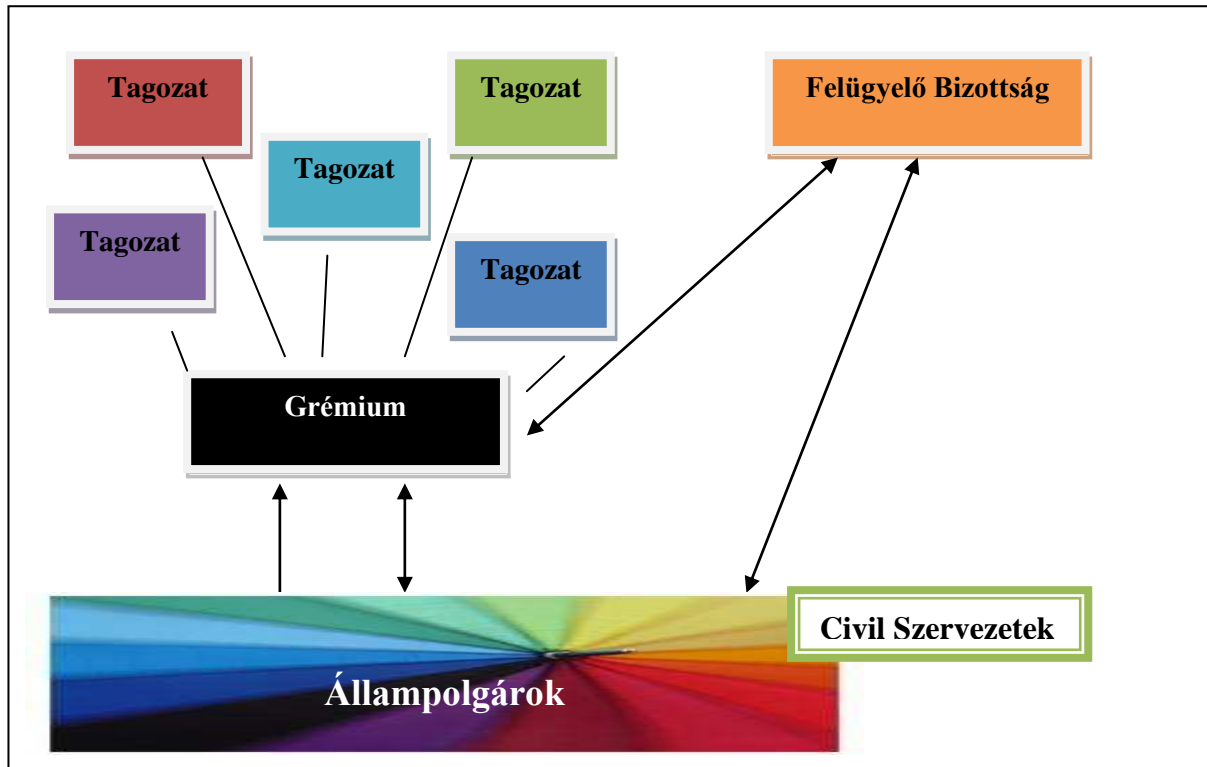 Tagozat
Tagozat
Felügyelő Bizottság
Tagozat
Tagozat
Tagozat
Grémium
Civil Szervezetek
Állampolgárok